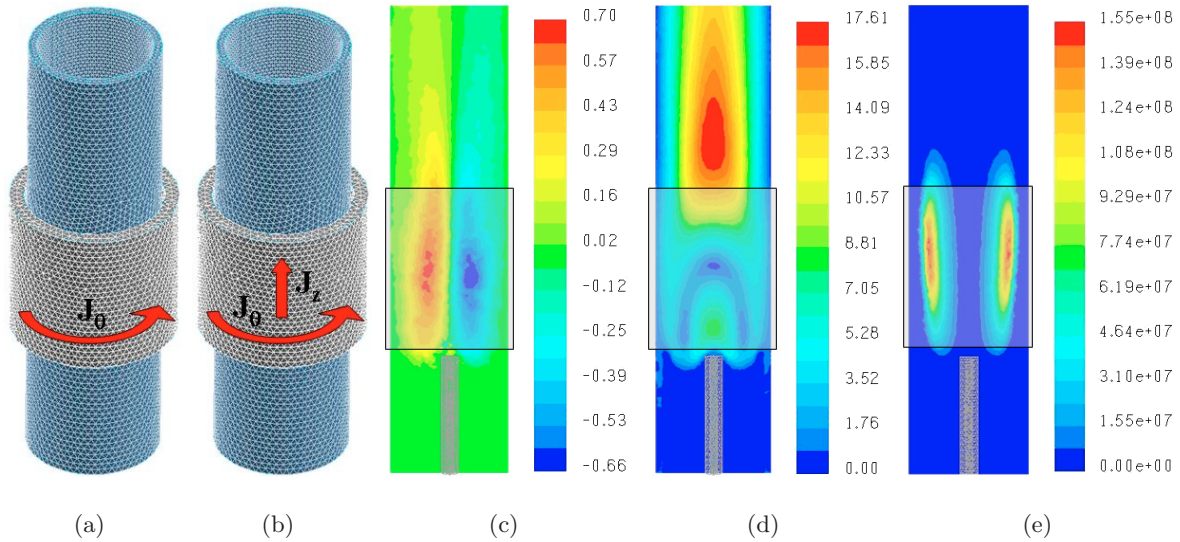 J_θ
J_θ
J_z
0.70
0.57
0.43
0.29
0.16
0.02
-0.12
-0.25
-0.39
-0.53
-0.66
17.61
15.85
14.09
12.33
10.57
8.81
7.05
5.28
3.52
1.76
0.00
1.55e+08
1.39e+08
1.24e+08
1.08e+08
9.29e+07
7.74e+07
6.19e+07
4.64e+07
3.10e+07
1.55e+07
0.00e+00
(a)
(b)
(c)
(d)
(e)